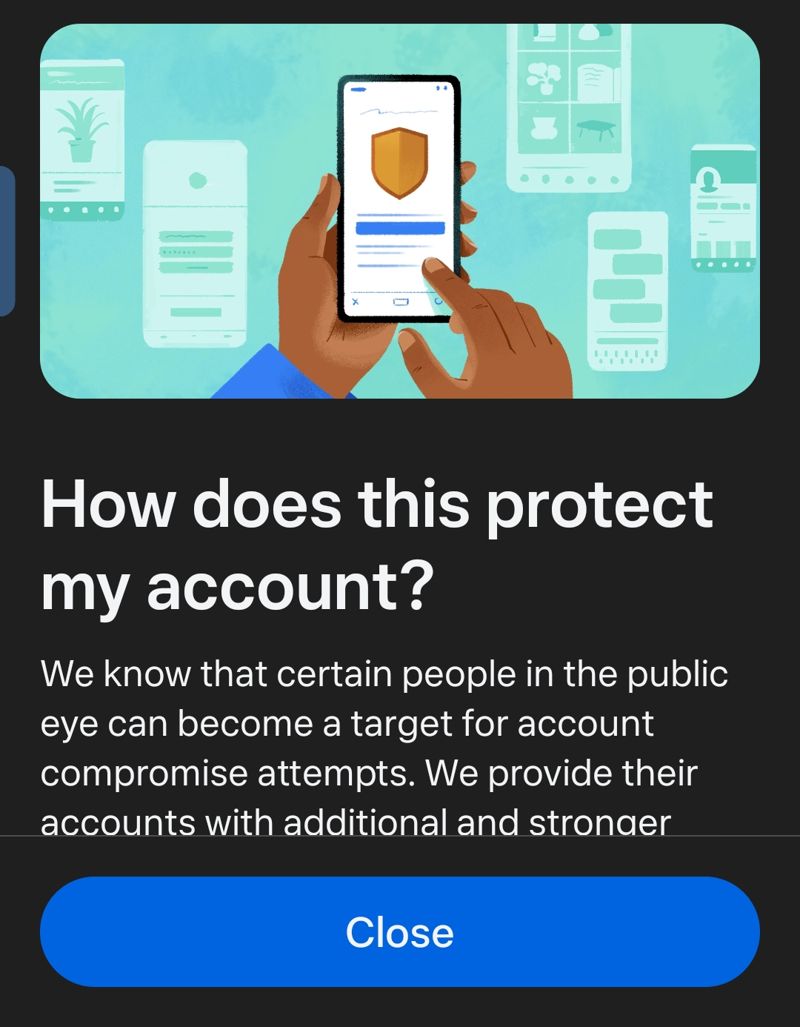 How does this protect
my account?
We know that certain people in the public
eye can become a target for account
compromise attempts. We provide their
accounts with additional and stronger
Close